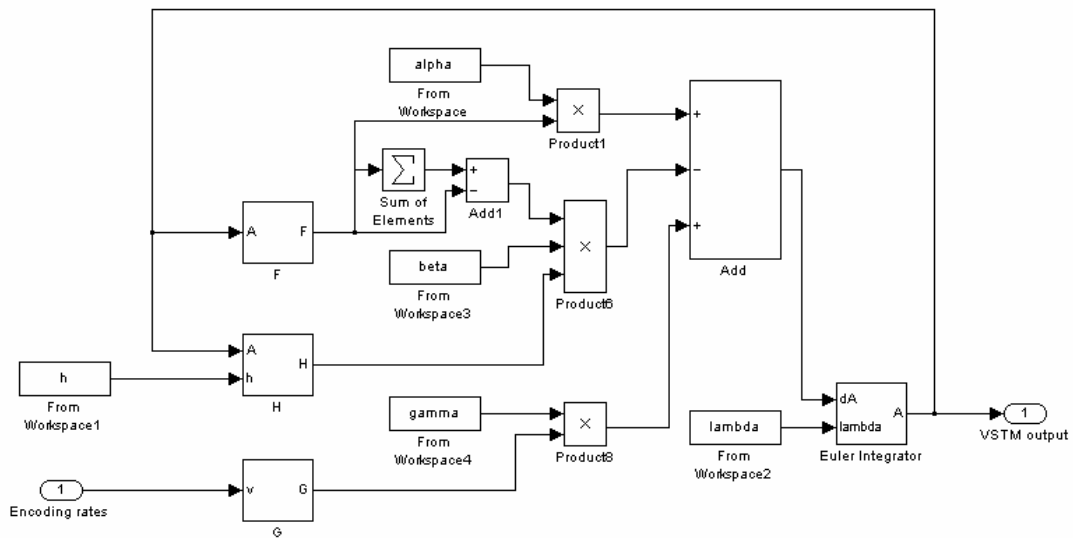 alpha
From
Workspace
×
Product1
+
−
+
Add
Σ
Sum of
Elements
+
−
Add1
A
F
F
beta
From
Workspace3
×
Product6
A
h
H
H
h
From
Workspace1
gamma
From
Workspace4
×
Product8
lambda
From
Workspace2
dA
lambda
A
Euler Integrator
1
VSTM output
1
Encoding rates
v
G
G